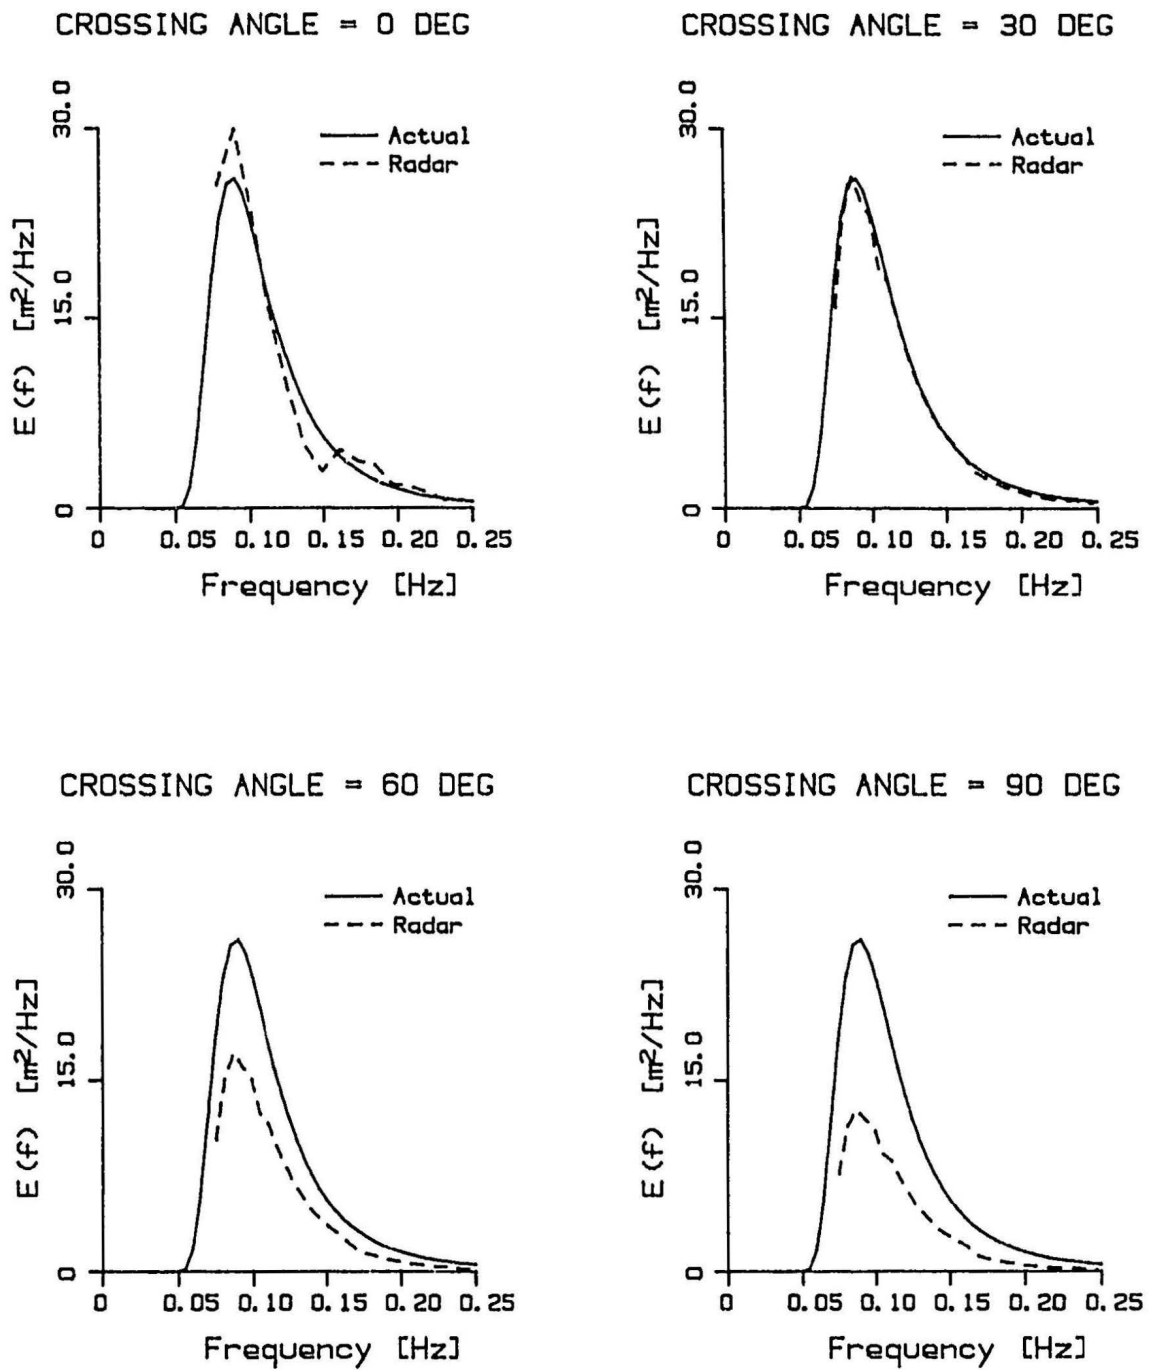 CROSSING ANGLE = 0 DEG
30.0
15.0
0
E(f) [m²/Hz]
Actual
Radar
0 0.05 0.10 0.15 0.20 0.25
Frequency [Hz]
CROSSING ANGLE = 30 DEG
30.0
15.0
0
E(f) [m²/Hz]
Actual
Radar
0 0.05 0.10 0.15 0.20 0.25
Frequency [Hz]
CROSSING ANGLE = 60 DEG
30.0
15.0
0
E(f) [m²/Hz]
Actual
Radar
0 0.05 0.10 0.15 0.20 0.25
Frequency [Hz]
CROSSING ANGLE = 90 DEG
30.0
15.0
0
E(f) [m²/Hz]
Actual
Radar
0 0.05 0.10 0.15 0.20 0.25
Frequency [Hz]